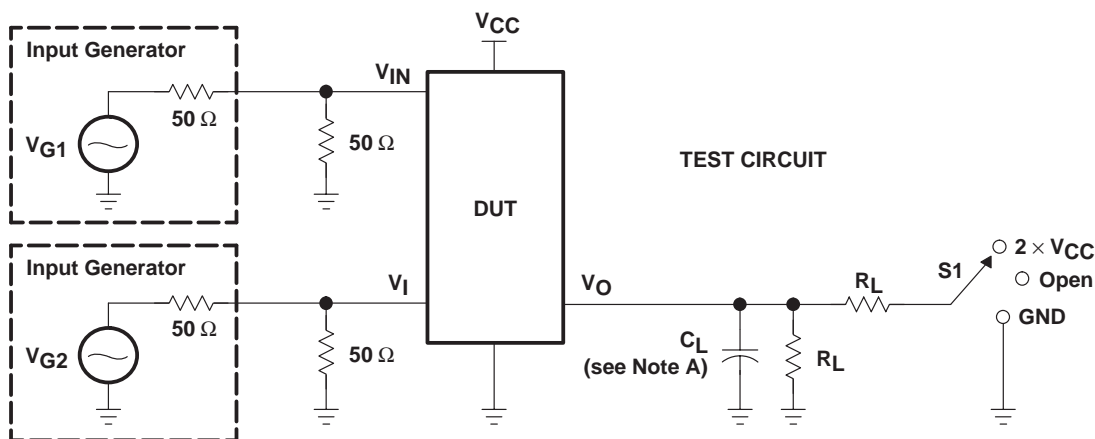 Input Generator
50 Ω
VG1
VCC
VIN
50 Ω
DUT
TEST CIRCUIT
Input Generator
50 Ω
VG2
VI
50 Ω
VO
CL
(see Note A)
RL
RL
S1
2 × VCC
Open
GND